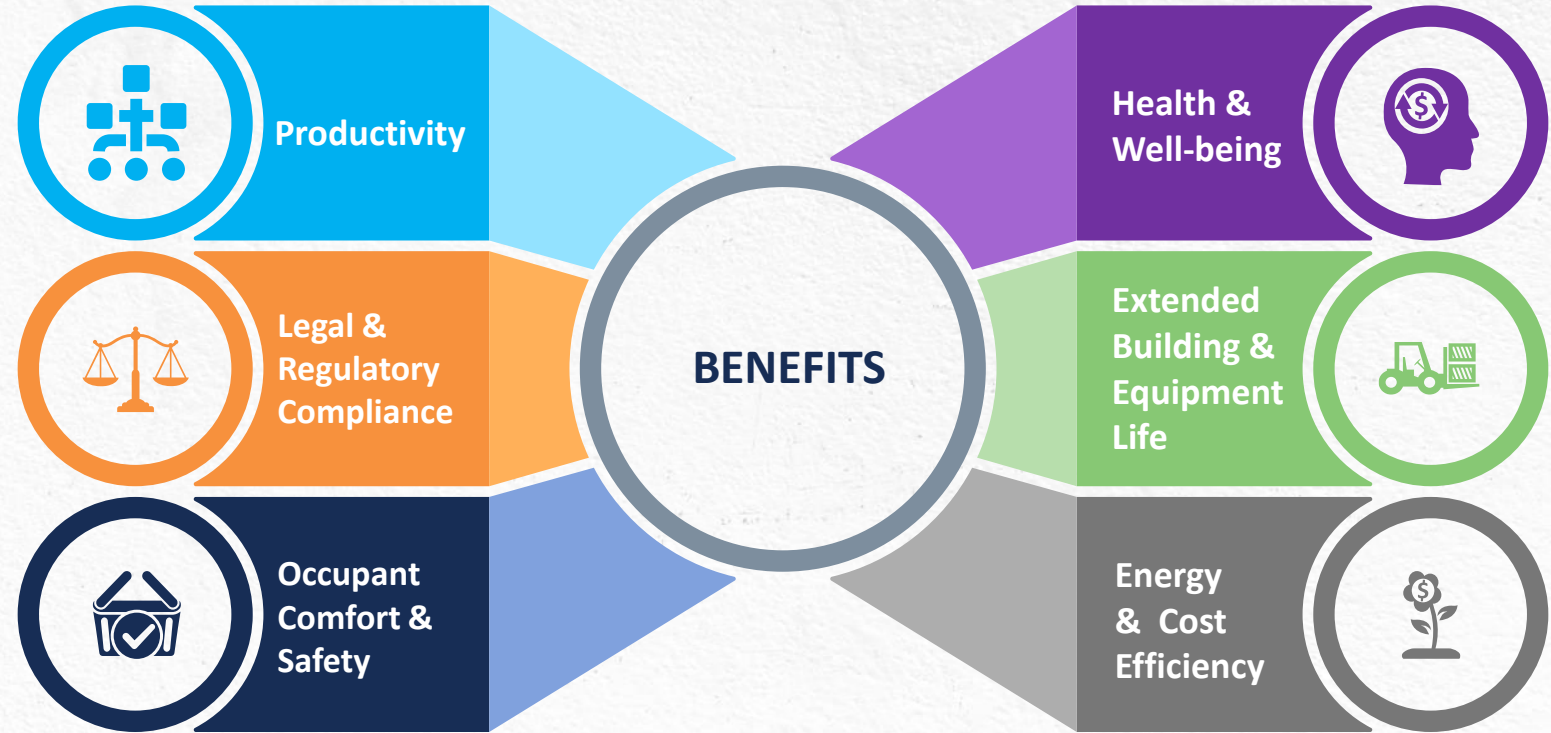 Productivity
Legal &
Regulatory
Compliance
Occupant
Comfort &
Safety
BENEFITS
Health &
Well-being
Extended
Building &
Equipment
Life
Energy
& Cost
Efficiency
$
$